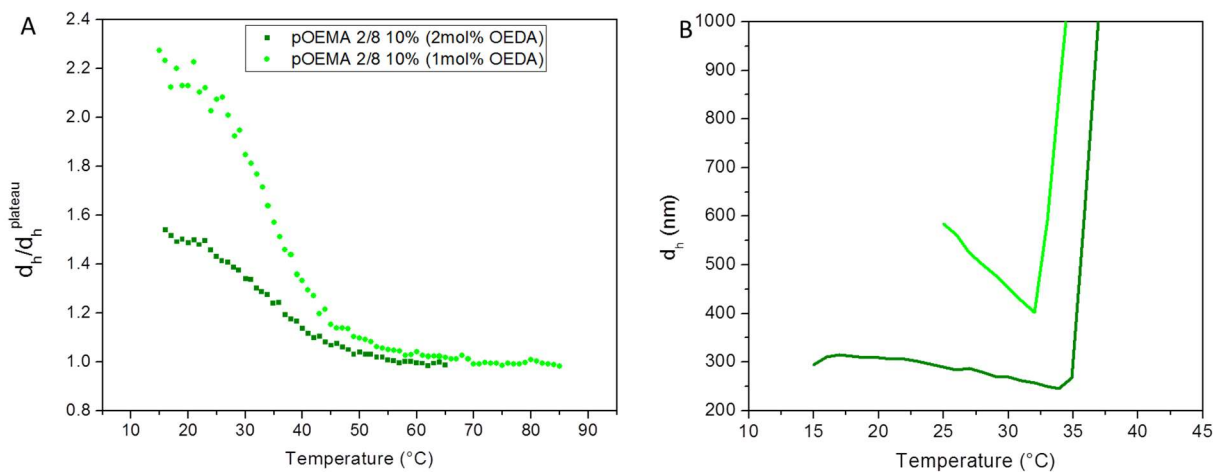 A
2.4
2.2
2.0
1.8
1.6
1.4
1.2
1.0
0.8
d_h/d_h^plateau
pOEMA 2/8 10% (2mol% OEDA)
pOEMA 2/8 10% (1mol% OEDA)
10 20 30 40 50 60 70 80 90
Temperature (°C)
B
1000
900
800
700
600
500
400
300
200
d_h (nm)
10 15 20 25 30 35 40 45
Temperature (°C)